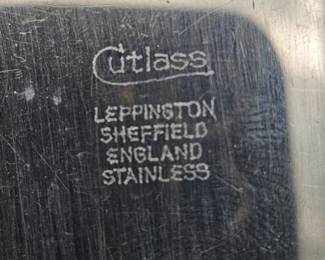 Cutlass
LEPPINGTON
SHEFFIELD
ENGLAND
STAINLESS